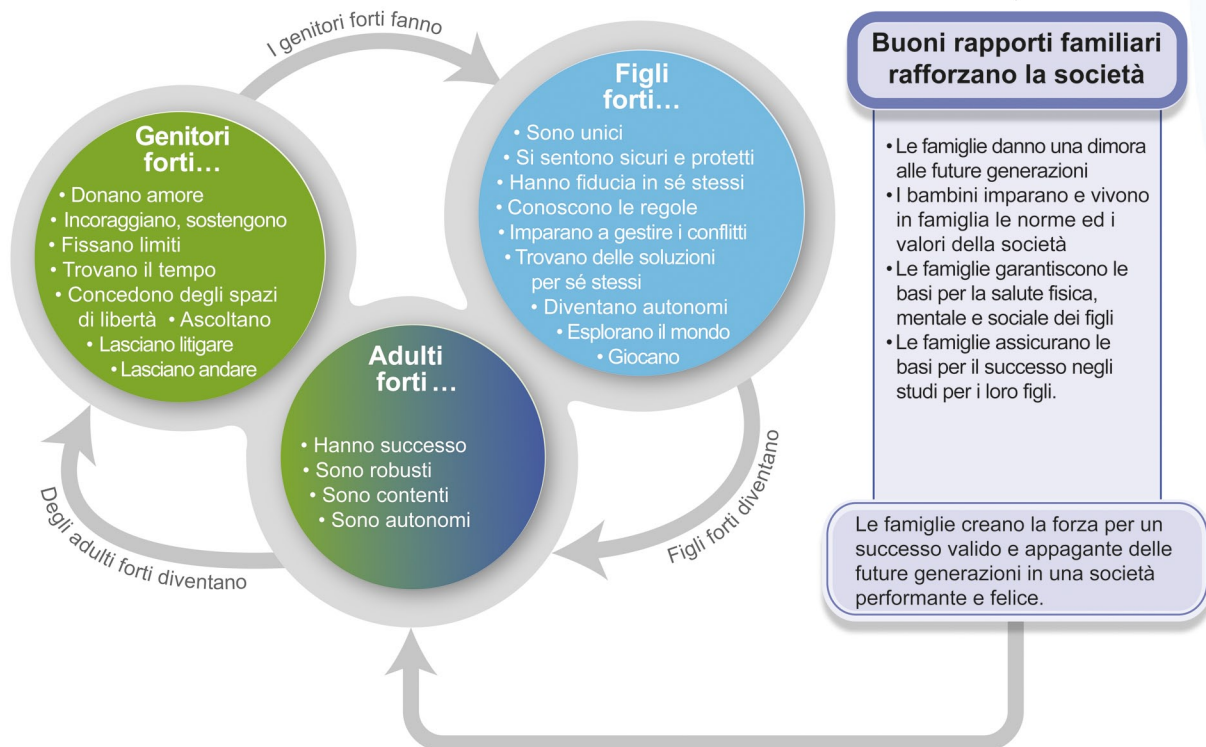 I genitori forti fanno
Genitori
forti...
• Donano amore
• Incoraggiano, sostengono
• Fissano limiti
• Trovano il tempo
• Concedono degli spazi
di libertà • Ascoltano
• Lasciano litigare
• Lasciano andare
Figli
forti...
• Sono unici
• Si sentono sicuri e protetti
• Hanno fiducia in sé stessi
• Conoscono le regole
• Imparano a gestire i conflitti
• Trovano delle soluzioni
per sé stessi
• Diventano autonomi
• Esplorano il mondo
• Giocano
Figli forti diventano
Adulti
forti ...
• Hanno successo
• Sono robusti
• Sono contenti
• Sono autonomi
Degli adulti forti diventano
Buoni rapporti familiari
rafforzano la società
• Le famiglie danno una dimora
alle future generazioni
• I bambini imparano e vivono
in famiglia le norme ed i
valori della società
• Le famiglie garantiscono le
basi per la salute fisica,
mentale e sociale dei figli
• Le famiglie assicurano le
basi per il successo negli
studi per i loro figli.
Le famiglie creano la forza per un
successo valido e appagante delle
future generazioni in una società
performante e felice.